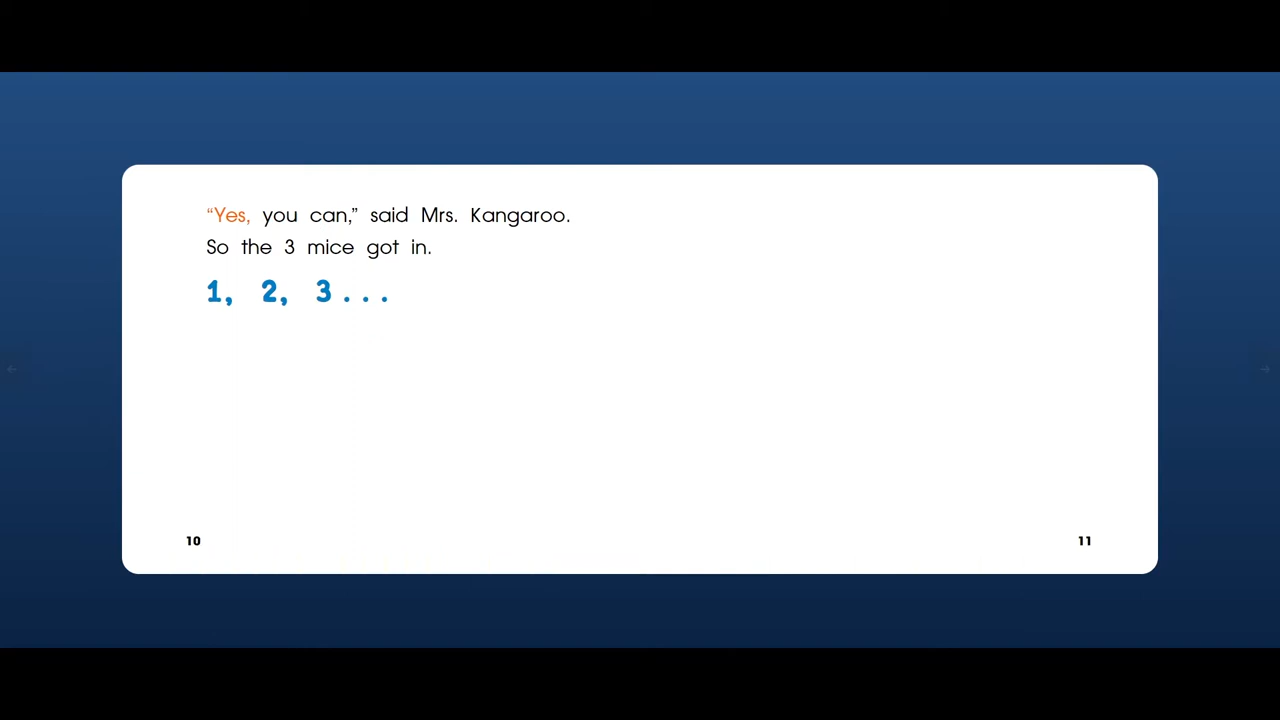 “Yes, you can,” said Mrs. Kangaroo.
So the 3 mice got in.
1, 2, 3 . . .
10
11